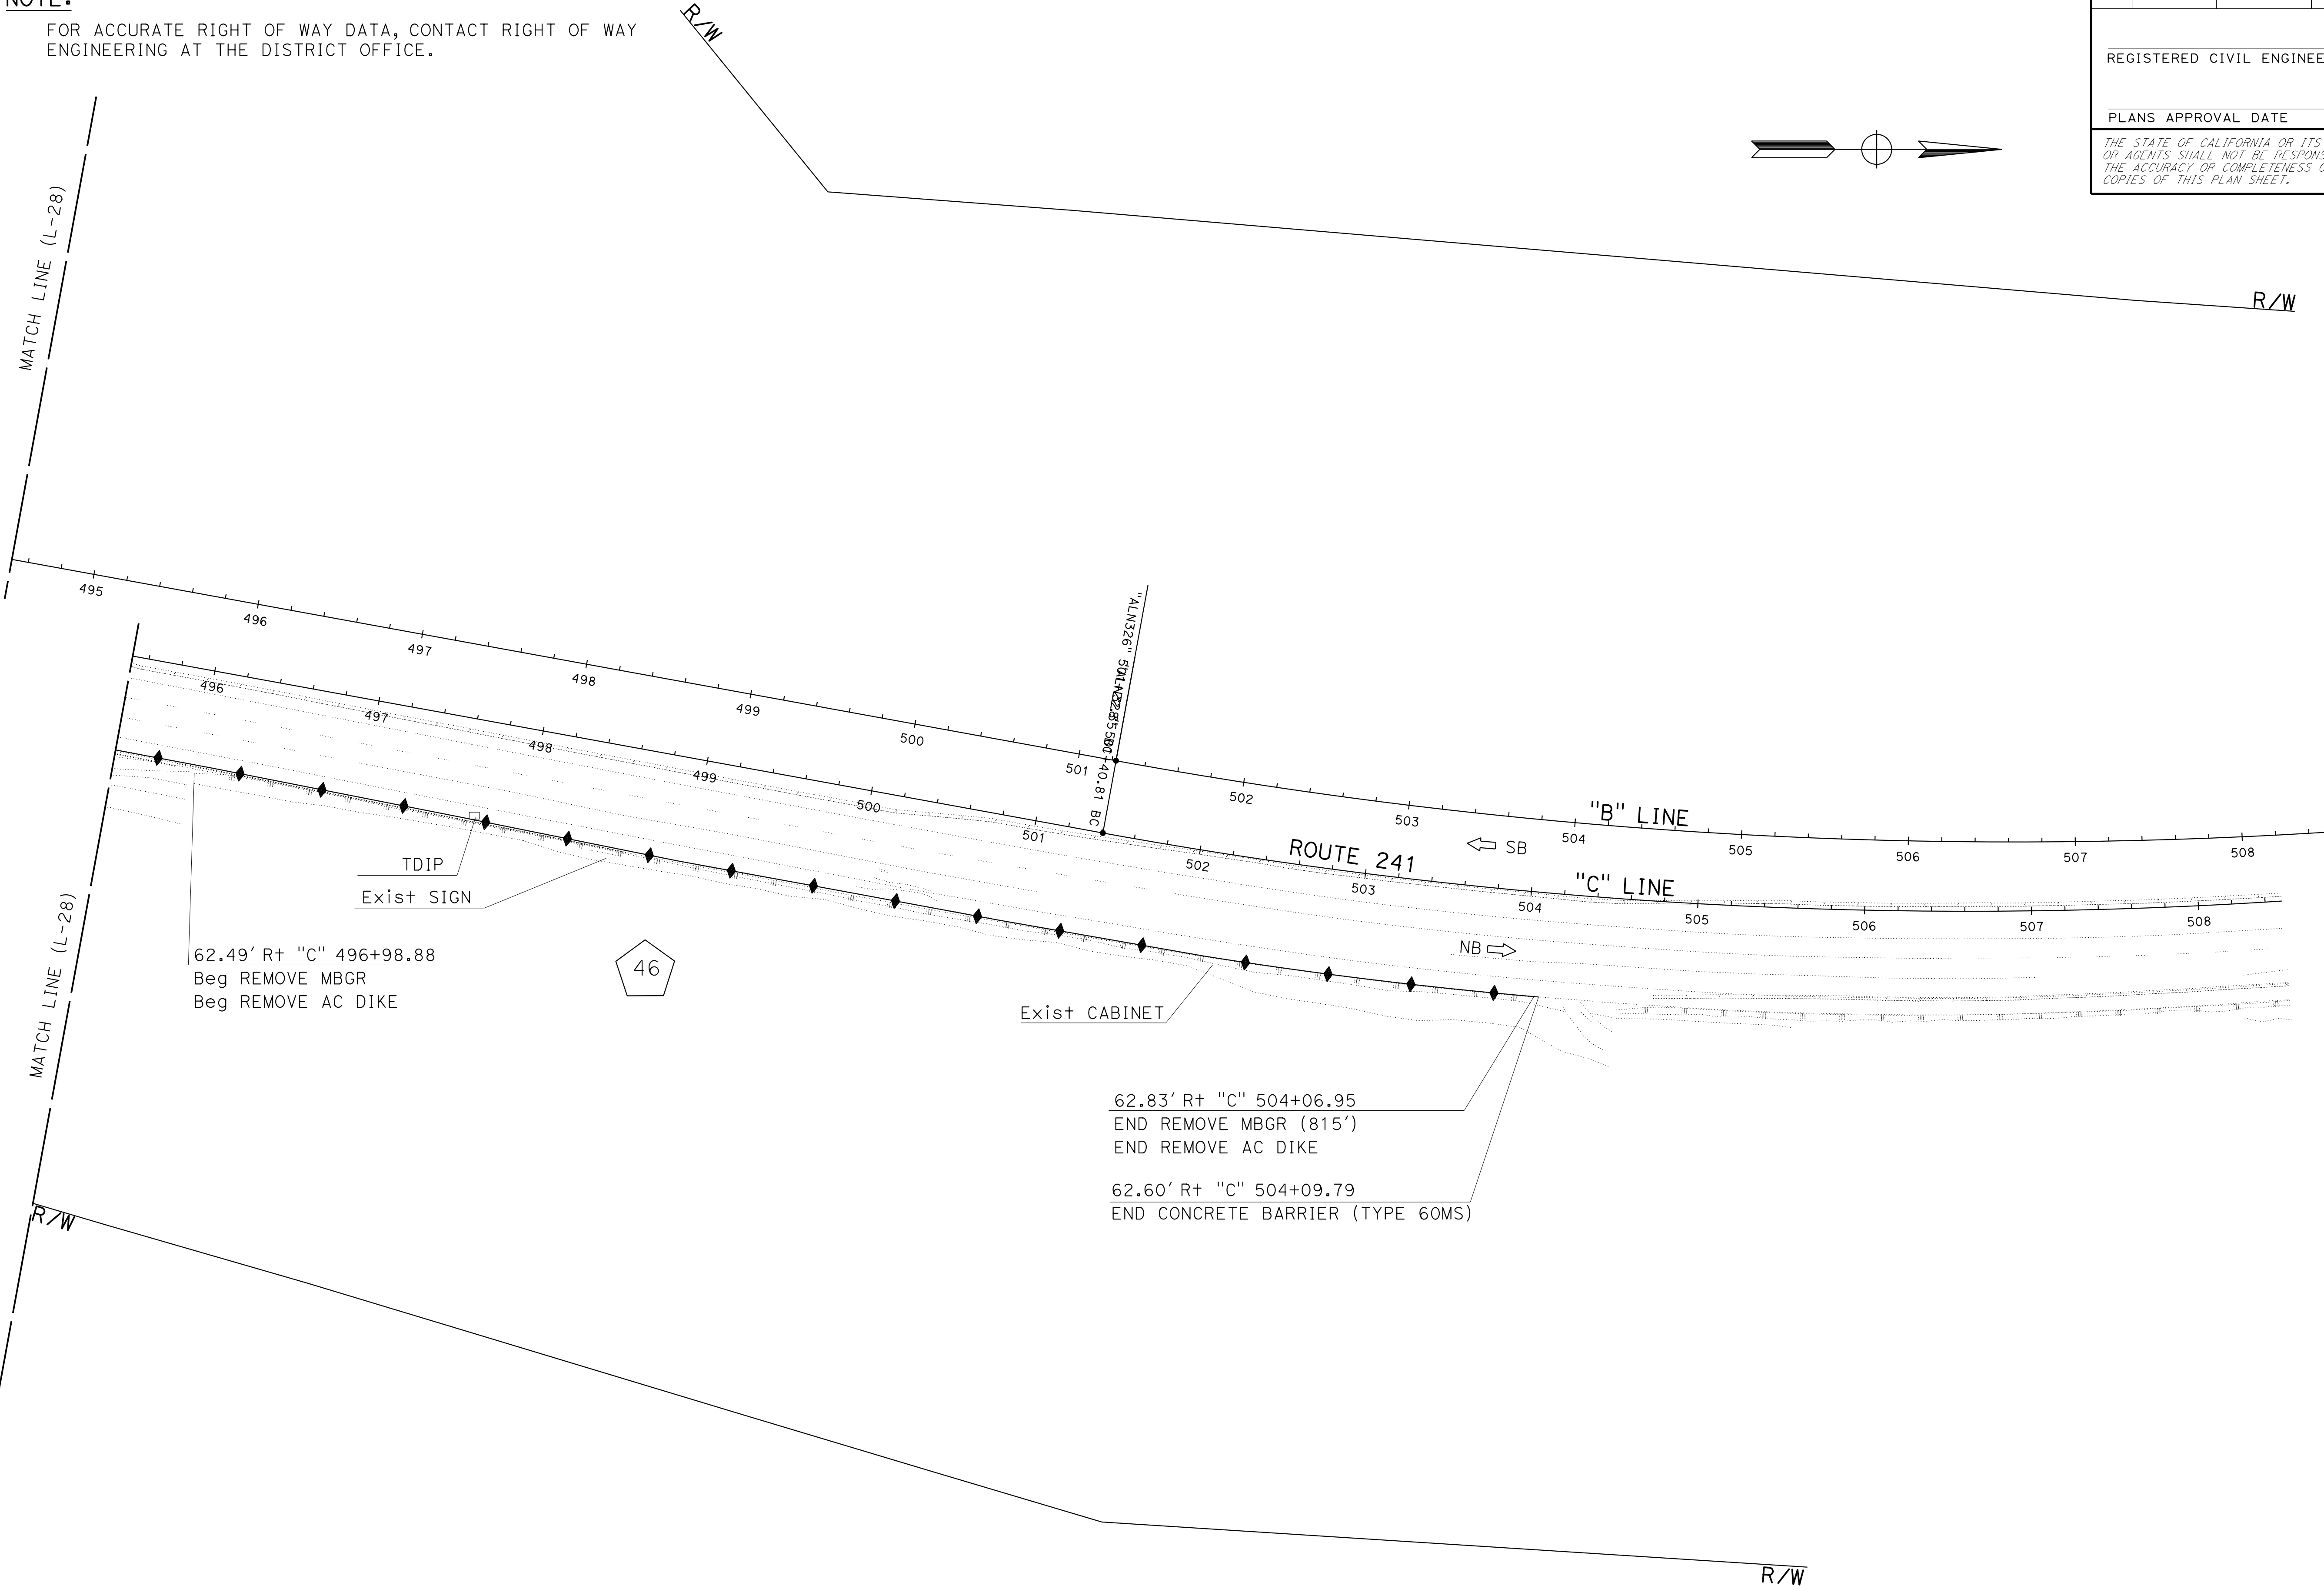 NOTE:
FOR ACCURATE RIGHT OF WAY DATA, CONTACT RIGHT OF WAY
ENGINEERING AT THE DISTRICT OFFICE.
R/W
REGISTERED CIVIL ENGINEE
PLANS APPROVAL DATE
THE STATE OF CALIFORNIA OR ITS
OR AGENTS SHALL NOT BE RESPONS
THE ACCURACY OR COMPLETENESS O
COPIES OF THIS PLAN SHEET.
MATCH LINE (L-28)
R/W
495
496
497
498
499
500
501
502
503
504
505
506
507
508
"B" LINE
"ALN326"
BC
40.81 BC
SB
ROUTE 241
"C" LINE
496
497
498
499
500
501
502
503
504
505
506
507
508
NB
TDIP
Exist SIGN
62.49' Rt "C" 496+98.88
Beg REMOVE MBGR
Beg REMOVE AC DIKE
46
Exist CABINET
MATCH LINE (L-28)
62.83' Rt "C" 504+06.95
END REMOVE MBGR (815')
END REMOVE AC DIKE
62.60' Rt "C" 504+09.79
END CONCRETE BARRIER (TYPE 60MS)
R/W
R/W